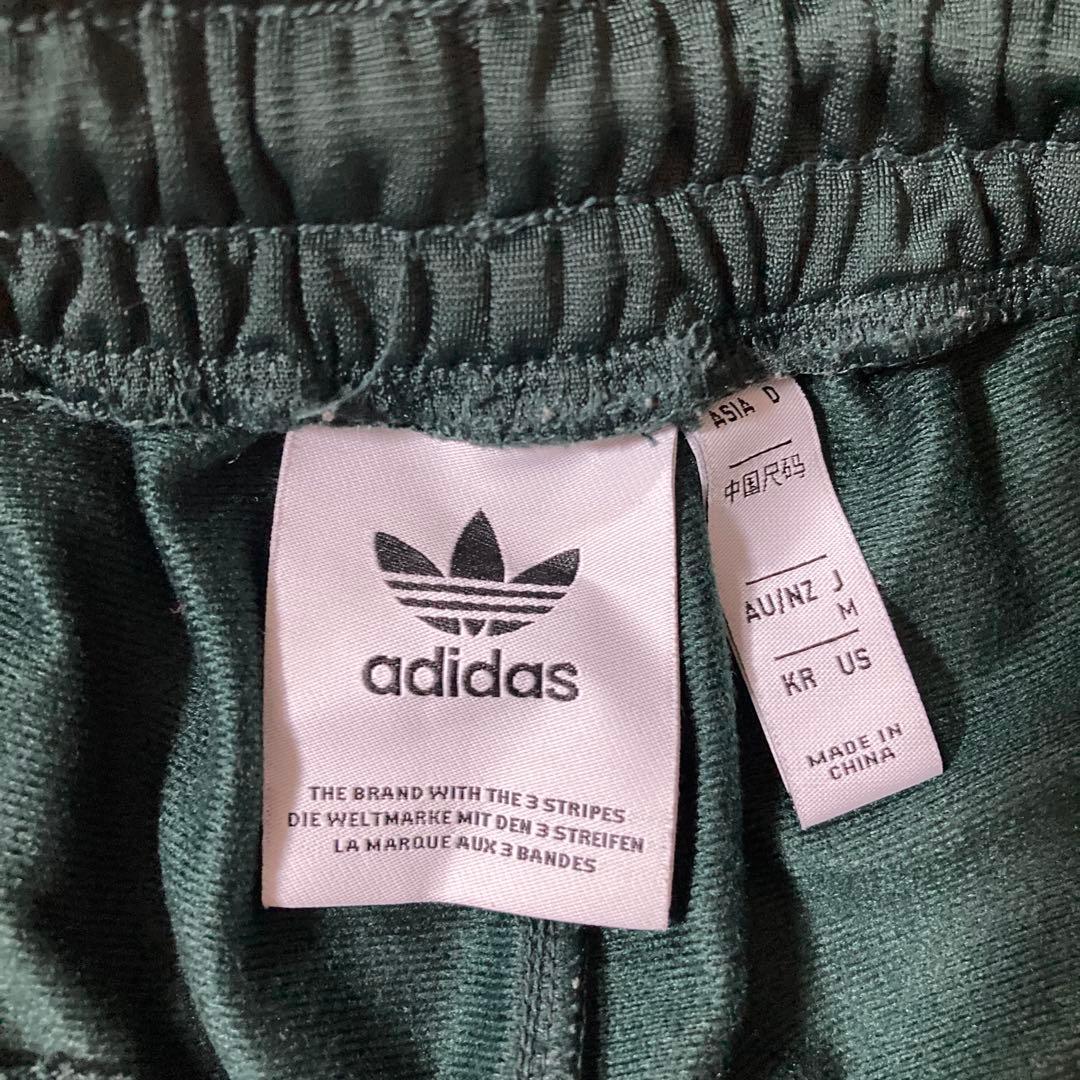 adidas
THE BRAND WITH THE 3 STRIPES
DIE WELTMARKE MIT DEN 3 STREIFEN
LA MARQUE AUX 3 BANDES
ASIA D
中国尺码
AU/NZ J
M
KR US
MADE IN
CHINA